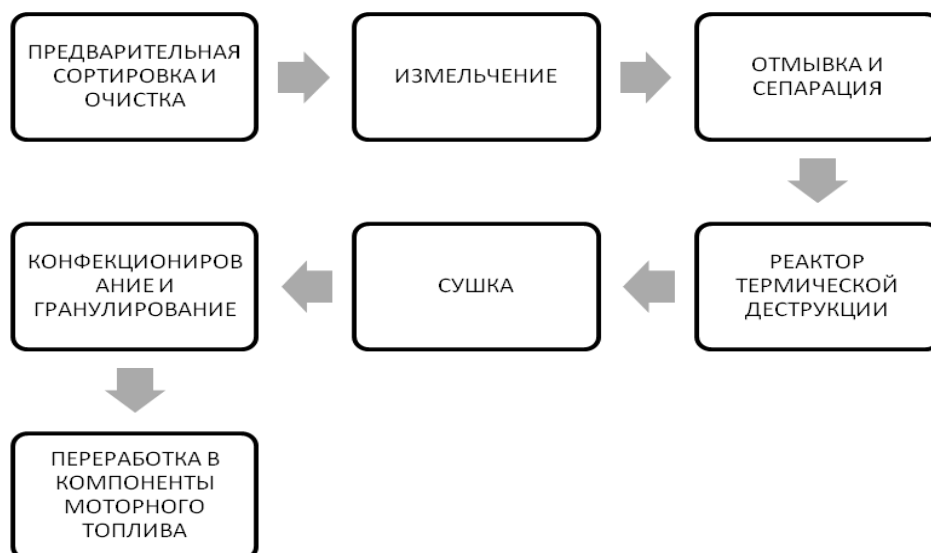 ПРЕДВАРИТЕЛЬНАЯ
СОРТИРОВКА И
ОЧИСТКА
ИЗМЕЛЬЧЕНИЕ
ОТМЫВКА И
СЕПАРАЦИЯ
РЕАКТОР
ТЕРМИЧЕСКОЙ
ДЕСТРУКЦИИ
СУШКА
КОНФЕКЦИОНИРОВ
АНИЕ И
ГРАНУЛИРОВАНИЕ
ПЕРЕРАБОТКА В
КОМПОНЕНТЫ
МОТОРНОГО
ТОПЛИВА